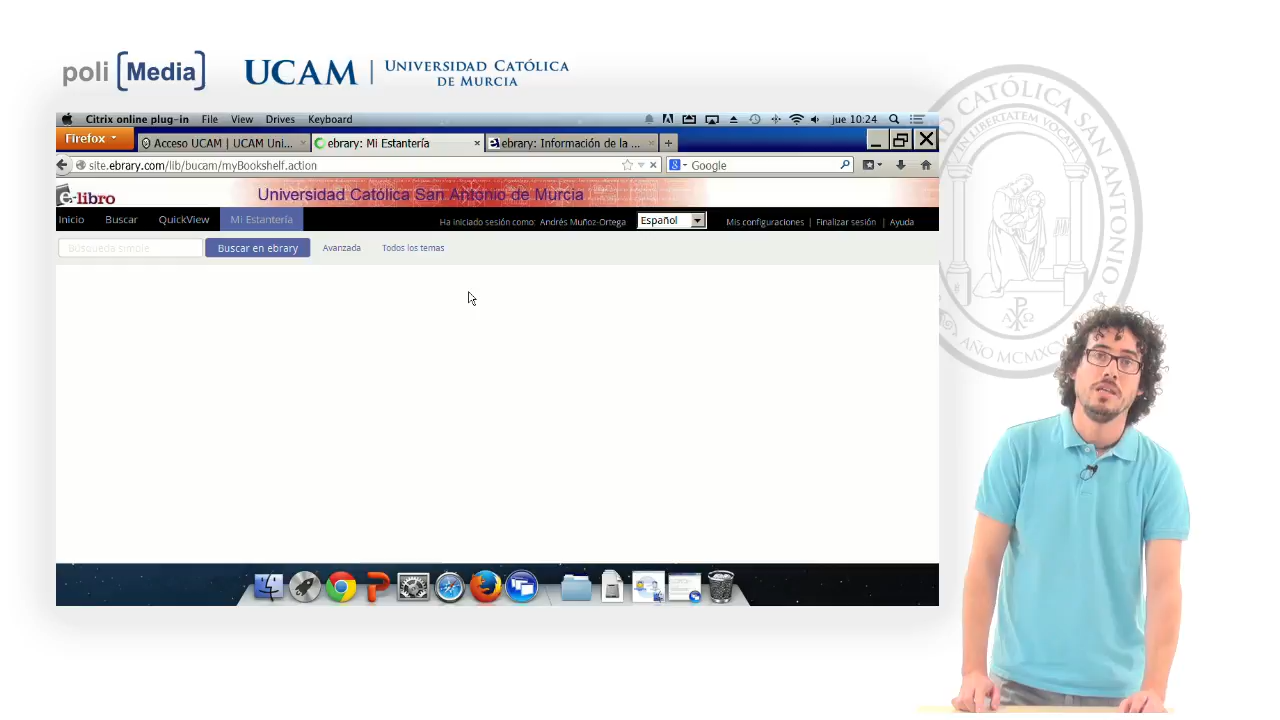 poli [Media]
UCAM | UNIVERSIDAD CATÓLICA
DE MURCIA
CATÓLICA SAN ANTONIO
IN LIBERTATEM VOCATI
AÑO MCMXCV
Citrix online plug-in File View Drives Keyboard
jue 10:24
Firefox
Acceso UCAM | UCAM Uni...
ebrary: Mi Estantería
ebrary: Información de la ...
site.ebrary.com/lib/bucam/myBookshelf.action
Google
e-libro
Universidad Católica San Antonio de Murcia
Inicio Buscar QuickView Mi Estantería
Ha iniciado sesión como: Andrés Muñoz-Ortega
Español
Mis configuraciones | Finalizar sesión | Ayuda
Búsqueda simple
Buscar en ebrary
Avanzada
Todos los temas